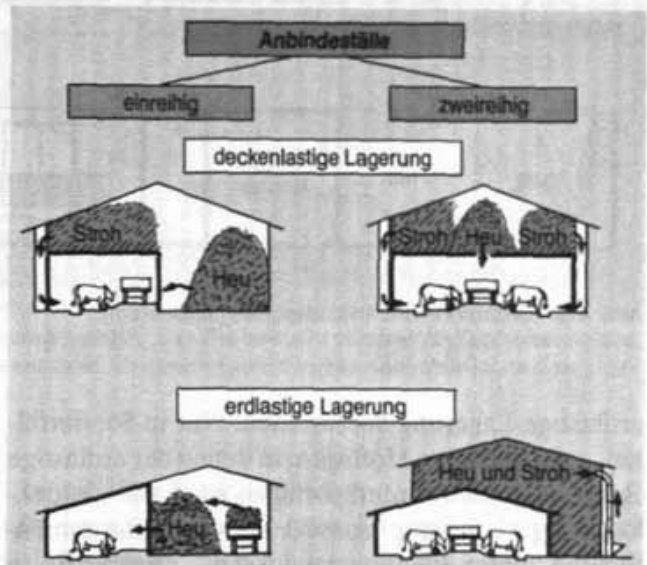 Anbindeställe
einreihig
zweireihig
deckenlastige Lagerung
Stroh
Heu
Stroh Heu Stroh
erdlastige Lagerung
Heu
Heu und Stroh